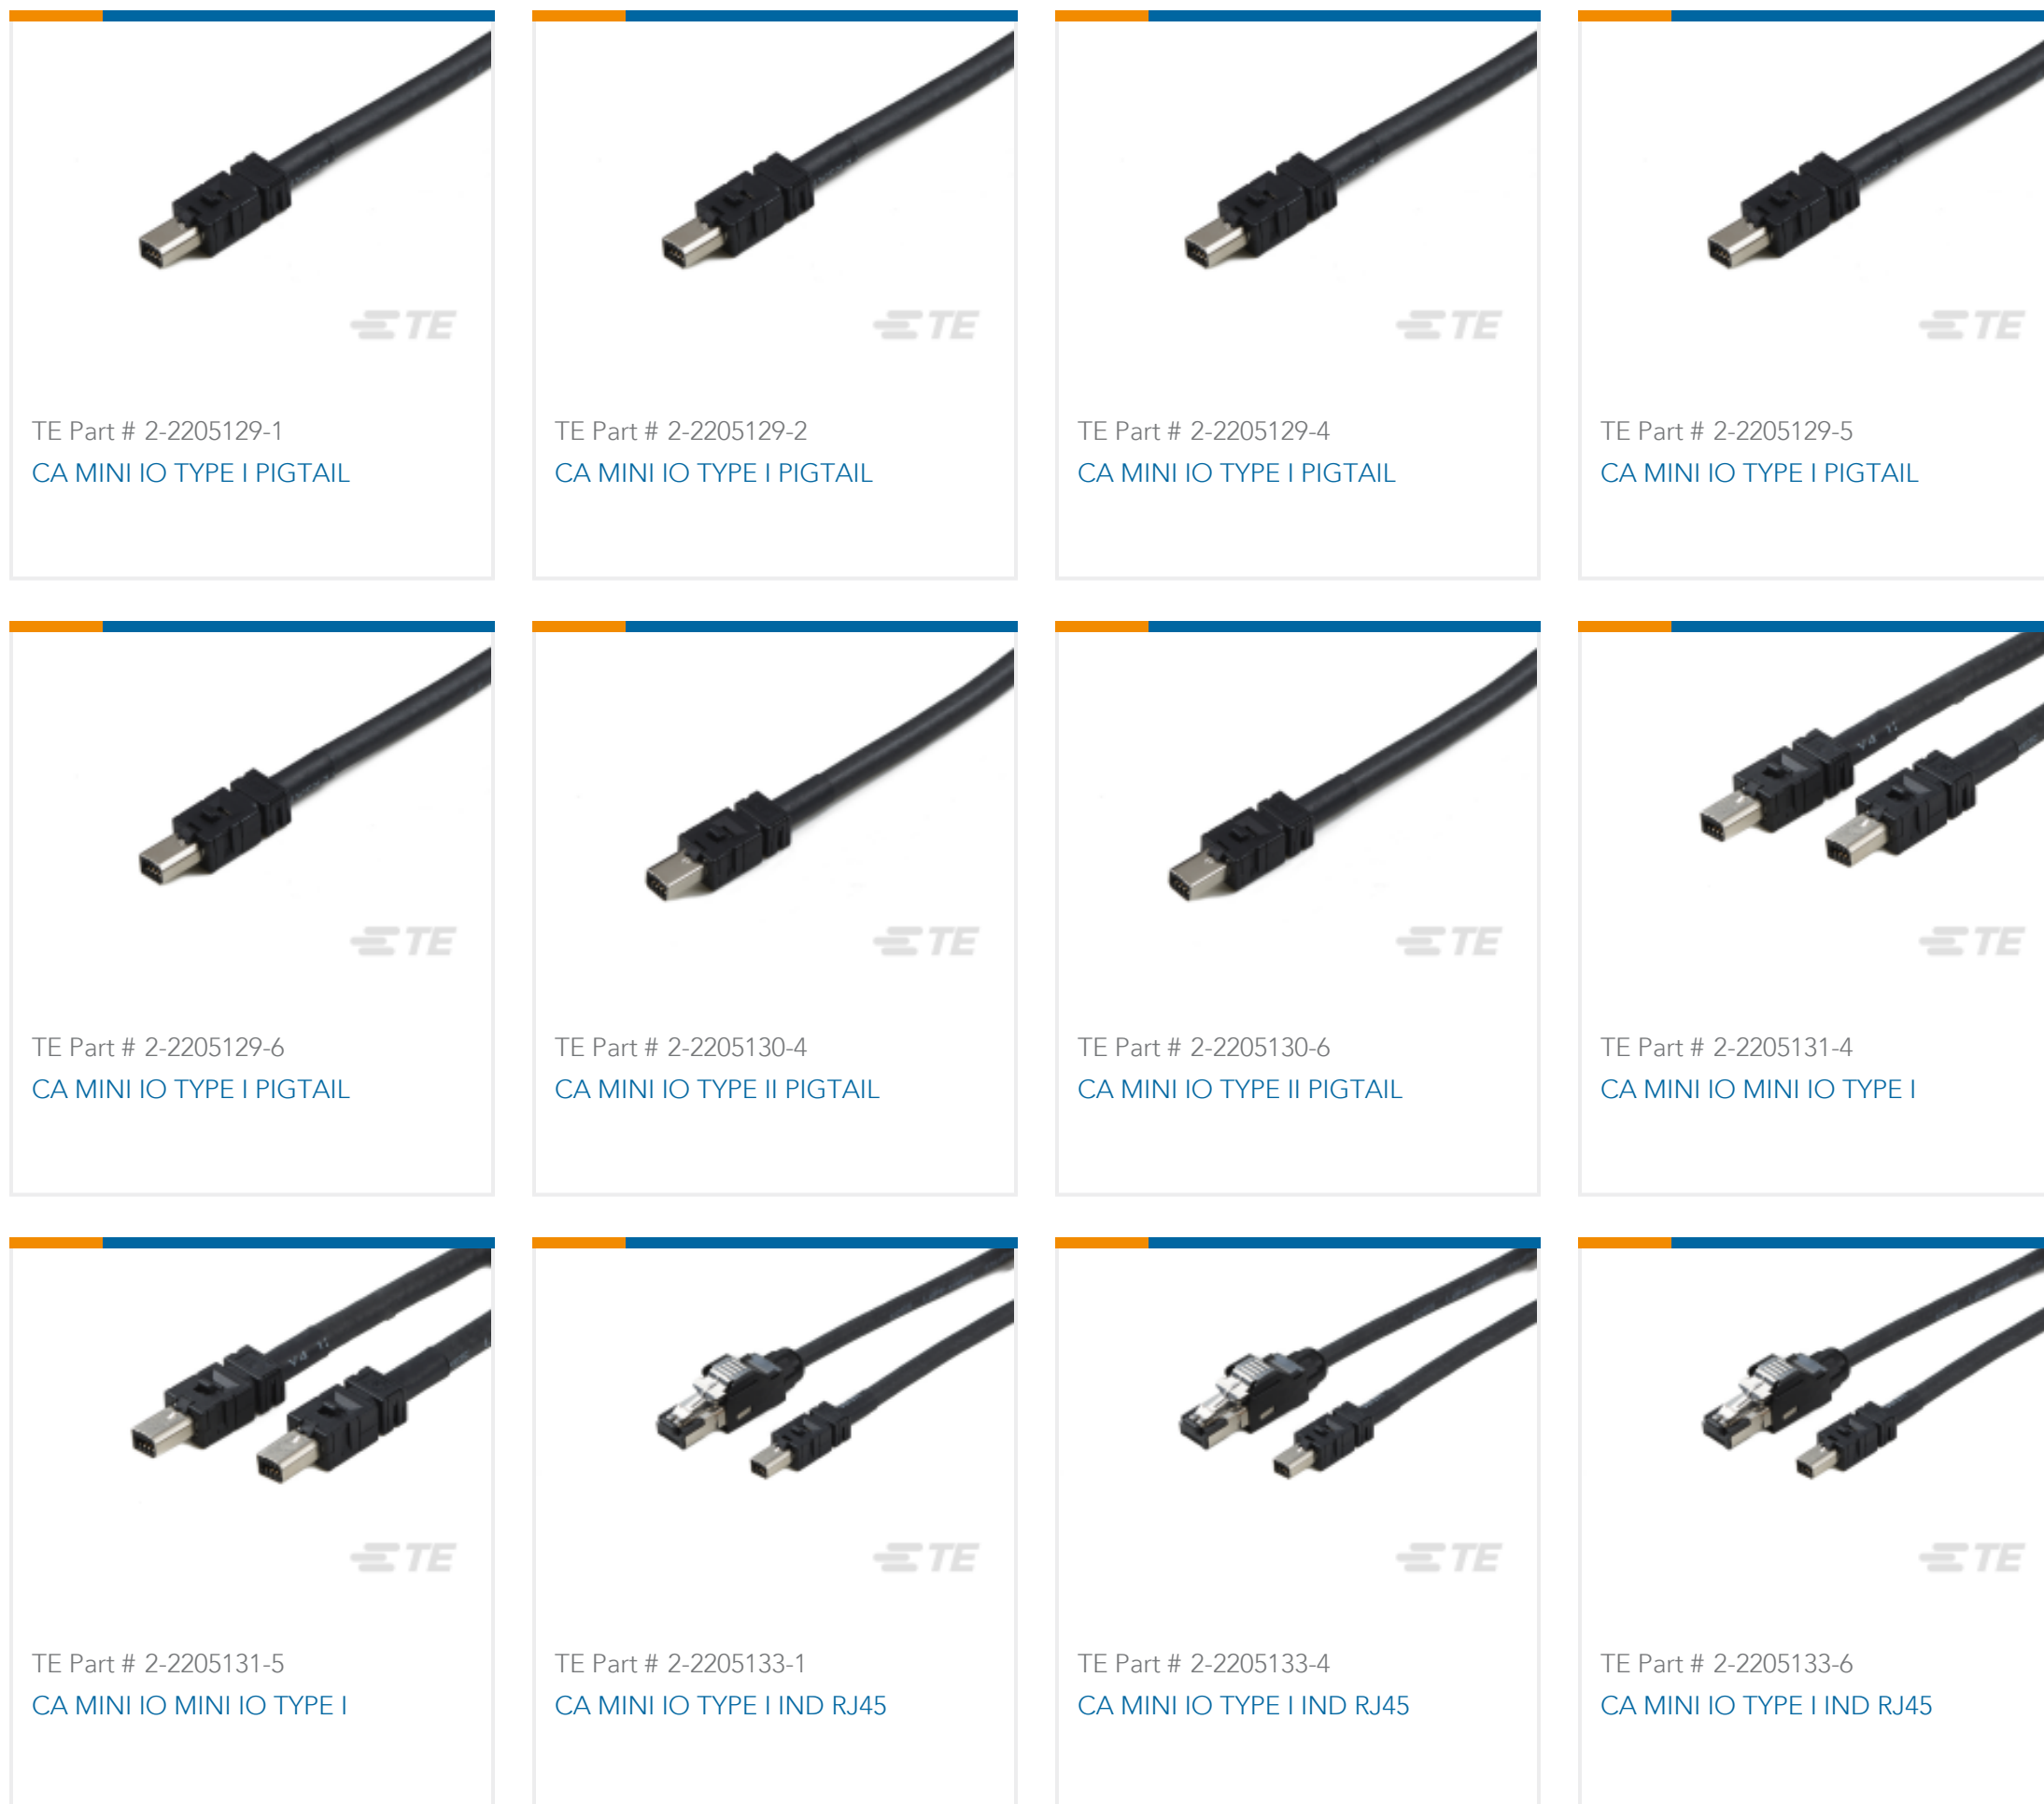 TE
TE
TE
TE
TE Part # 2-2205129-1
CA MINI IO TYPE I PIGTAIL
TE Part # 2-2205129-2
CA MINI IO TYPE I PIGTAIL
TE Part # 2-2205129-4
CA MINI IO TYPE I PIGTAIL
TE Part # 2-2205129-5
CA MINI IO TYPE I PIGTAIL
TE
TE
TE
TE
TE Part # 2-2205129-6
CA MINI IO TYPE I PIGTAIL
TE Part # 2-2205130-4
CA MINI IO TYPE II PIGTAIL
TE Part # 2-2205130-6
CA MINI IO TYPE II PIGTAIL
TE Part # 2-2205131-4
CA MINI IO MINI IO TYPE I
TE
TE
TE
TE
TE Part # 2-2205131-5
CA MINI IO MINI IO TYPE I
TE Part # 2-2205133-1
CA MINI IO TYPE I IND RJ45
TE Part # 2-2205133-4
CA MINI IO TYPE I IND RJ45
TE Part # 2-2205133-6
CA MINI IO TYPE I IND RJ45